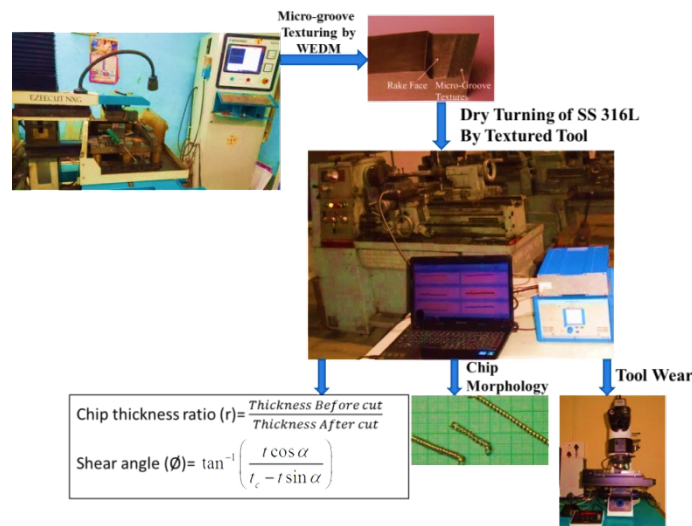 Micro-groove
Texturing by
WEDM
EZEECUT NXG
Rake Face
Micro-Groove
Textures
Dry Turning of SS 316L
By Textured Tool
Chip
Morphology
Tool Wear
Chip thickness ratio (r)= Thickness Before cut / Thickness After cut
Shear angle (Ø)= tan⁻¹ ( t cos α / t_c − t sin α )